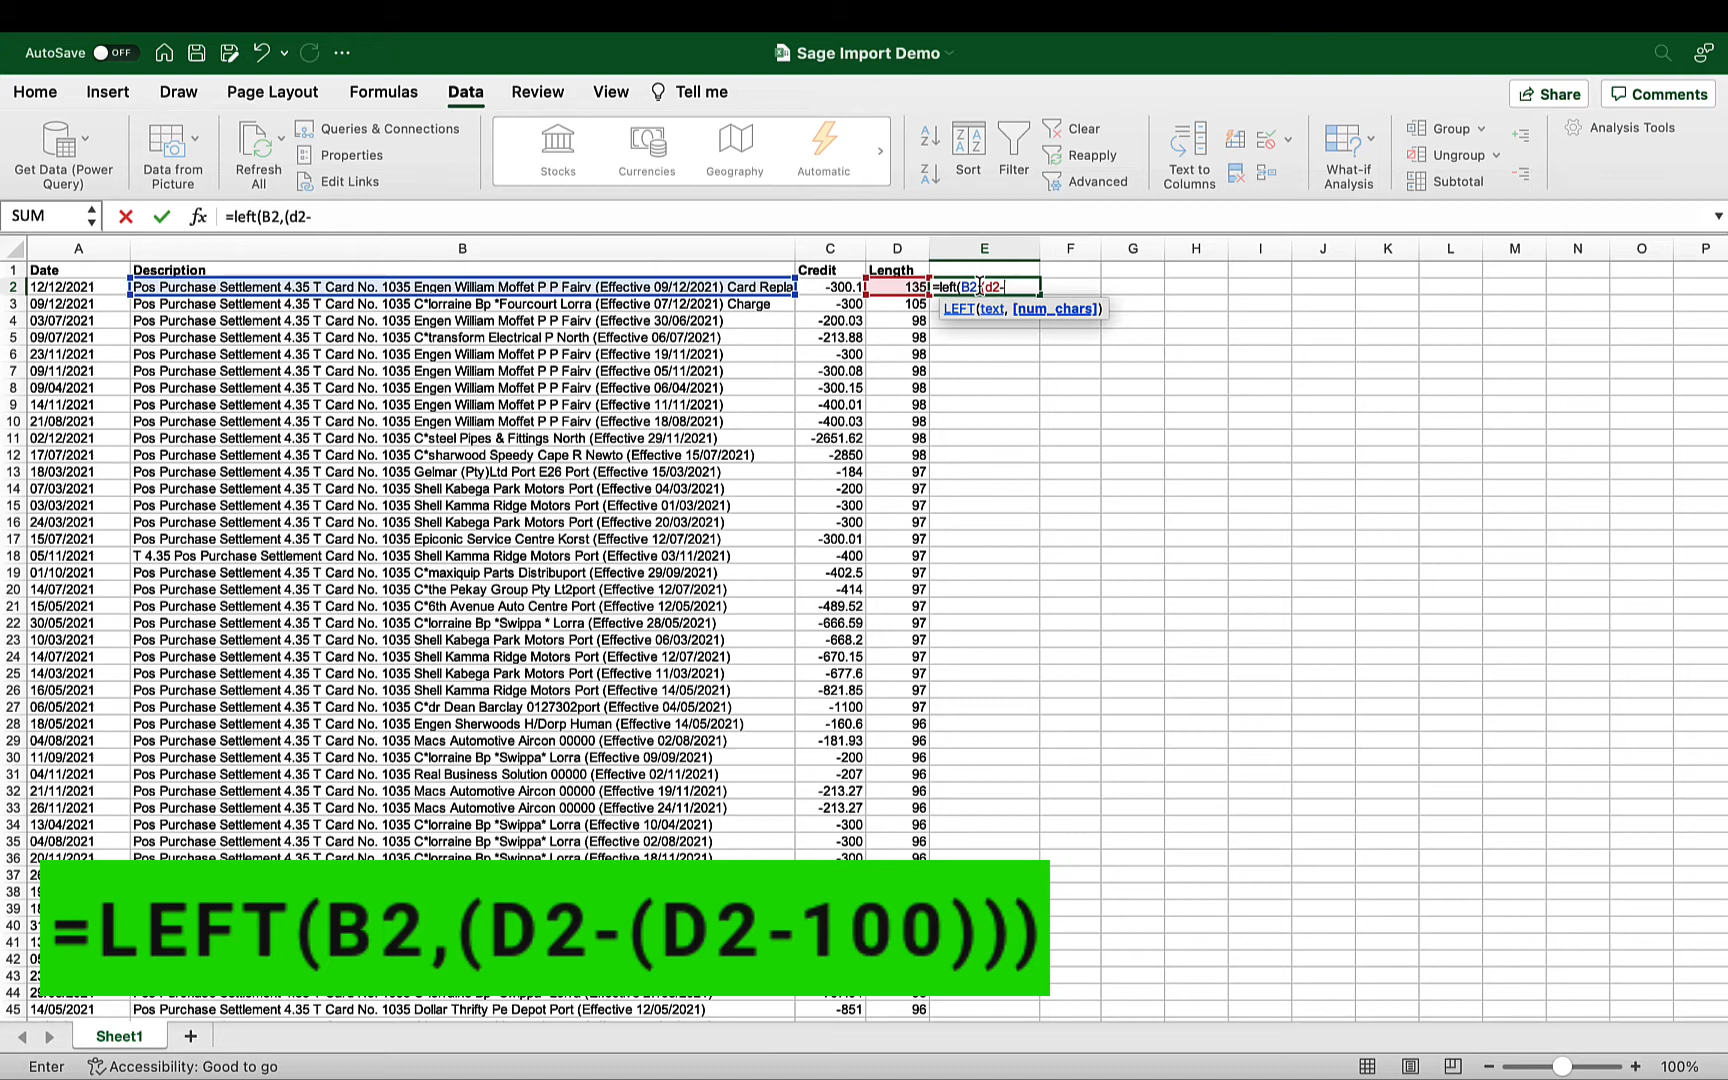 AutoSave OFF Sage Import Demo
Home Insert Draw Page Layout Formulas Data Review View Tell me Share Comments
Get Data (Power Query)
Data from Picture
Refresh All
Queries & Connections
Properties
Edit Links
Stocks Currencies Geography Automatic
Sort Filter
Clear
Reapply
Advanced
Text to Columns
What-if Analysis
Group
Ungroup
Subtotal
Analysis Tools
SUM fx =left(B2,(d2-
A B C D E F G H I J K L M N O P
1 Date Description Credit Length
2 12/12/2021 Pos Purchase Settlement 4.35 T Card No. 1035 Engen William Moffet P P Fairv (Effective 09/12/2021) Card Repla -300.1 135 =left(B2,(d2-
3 09/12/2021 Pos Purchase Settlement 4.35 T Card No. 1035 C*lorraine Bp *Fourcourt Lorra (Effective 07/12/2021) Charge -300 105
LEFT(text, [num_chars])
4 03/07/2021 Pos Purchase Settlement 4.35 T Card No. 1035 Engen William Moffet P P Fairv (Effective 30/06/2021) -200.03 98
5 09/07/2021 Pos Purchase Settlement 4.35 T Card No. 1035 C*transform Electrical P North (Effective 06/07/2021) -213.88 98
6 23/11/2021 Pos Purchase Settlement 4.35 T Card No. 1035 Engen William Moffet P P Fairv (Effective 19/11/2021) -300 98
7 09/11/2021 Pos Purchase Settlement 4.35 T Card No. 1035 Engen William Moffet P P Fairv (Effective 05/11/2021) -300.08 98
8 09/04/2021 Pos Purchase Settlement 4.35 T Card No. 1035 Engen William Moffet P P Fairv (Effective 06/04/2021) -300.15 98
9 14/11/2021 Pos Purchase Settlement 4.35 T Card No. 1035 Engen William Moffet P P Fairv (Effective 11/11/2021) -400.01 98
10 21/08/2021 Pos Purchase Settlement 4.35 T Card No. 1035 Engen William Moffet P P Fairv (Effective 18/08/2021) -400.03 98
11 02/12/2021 Pos Purchase Settlement 4.35 T Card No. 1035 C*steel Pipes & Fittings North (Effective 29/11/2021) -2651.62 98
12 17/07/2021 Pos Purchase Settlement 4.35 T Card No. 1035 C*sharwood Speedy Cape R Newto (Effective 15/07/2021) -2850 98
13 18/03/2021 Pos Purchase Settlement 4.35 T Card No. 1035 Gelmar (Pty)Ltd Port E26 Port (Effective 15/03/2021) -184 97
14 07/03/2021 Pos Purchase Settlement 4.35 T Card No. 1035 Shell Kabega Park Motors Port (Effective 04/03/2021) -200 97
15 03/03/2021 Pos Purchase Settlement 4.35 T Card No. 1035 Shell Kamma Ridge Motors Port (Effective 01/03/2021) -300 97
16 24/03/2021 Pos Purchase Settlement 4.35 T Card No. 1035 Shell Kabega Park Motors Port (Effective 20/03/2021) -300 97
17 15/07/2021 Pos Purchase Settlement 4.35 T Card No. 1035 Epiconic Service Centre Korst (Effective 12/07/2021) -300.01 97
18 05/11/2021 T 4.35 Pos Purchase Settlement Card No. 1035 Shell Kamma Ridge Motors Port (Effective 03/11/2021) -400 97
19 01/10/2021 Pos Purchase Settlement 4.35 T Card No. 1035 C*maxiquip Parts Distribuport (Effective 29/09/2021) -402.5 97
20 14/07/2021 Pos Purchase Settlement 4.35 T Card No. 1035 C*the Pekay Group Pty Lt2port (Effective 12/07/2021) -414 97
21 15/05/2021 Pos Purchase Settlement 4.35 T Card No. 1035 C*6th Avenue Auto Centre Port (Effective 12/05/2021) -489.52 97
22 30/05/2021 Pos Purchase Settlement 4.35 T Card No. 1035 C*lorraine Bp *Swippa * Lorra (Effective 28/05/2021) -666.59 97
23 10/03/2021 Pos Purchase Settlement 4.35 T Card No. 1035 Shell Kabega Park Motors Port (Effective 06/03/2021) -668.2 97
24 14/07/2021 Pos Purchase Settlement 4.35 T Card No. 1035 Shell Kamma Ridge Motors Port (Effective 12/07/2021) -670.15 97
25 14/03/2021 Pos Purchase Settlement 4.35 T Card No. 1035 Shell Kabega Park Motors Port (Effective 11/03/2021) -677.6 97
26 16/05/2021 Pos Purchase Settlement 4.35 T Card No. 1035 Shell Kamma Ridge Motors Port (Effective 14/05/2021) -821.85 97
27 06/05/2021 Pos Purchase Settlement 4.35 T Card No. 1035 C*dr Dean Barclay 0127302port (Effective 04/05/2021) -1100 97
28 18/05/2021 Pos Purchase Settlement 4.35 T Card No. 1035 Engen Sherwoods H/Dorp Human (Effective 14/05/2021) -160.6 96
29 04/08/2021 Pos Purchase Settlement 4.35 T Card No. 1035 Macs Automotive Aircon 00000 (Effective 02/08/2021) -181.93 96
30 11/09/2021 Pos Purchase Settlement 4.35 T Card No. 1035 C*lorraine Bp *Swippa* Lorra (Effective 09/09/2021) -200 96
31 04/11/2021 Pos Purchase Settlement 4.35 T Card No. 1035 Real Business Solution 00000 (Effective 02/11/2021) -207 96
32 21/11/2021 Pos Purchase Settlement 4.35 T Card No. 1035 Macs Automotive Aircon 00000 (Effective 19/11/2021) -213.27 96
33 26/11/2021 Pos Purchase Settlement 4.35 T Card No. 1035 Macs Automotive Aircon 00000 (Effective 24/11/2021) -213.27 96
34 13/04/2021 Pos Purchase Settlement 4.35 T Card No. 1035 C*lorraine Bp *Swippa* Lorra (Effective 10/04/2021) -300 96
35 04/08/2021 Pos Purchase Settlement 4.35 T Card No. 1035 C*lorraine Bp *Swippa* Lorra (Effective 02/08/2021) -300 96
36 20/11/2021 Pos Purchase Settlement 4.35 T Card No. 1035 C*lorraine Bp *Swippa* Lorra (Effective 18/11/2021) -300 96
37
38
39
40
41
42
43
44
=LEFT(B2,(D2-(D2-100)))
45 14/05/2021 Pos Purchase Settlement 4.35 T Card No. 1035 Dollar Thrifty Pe Depot Port (Effective 12/05/2021) -851 96
Sheet1 +
Enter Accessibility: Good to go 100%